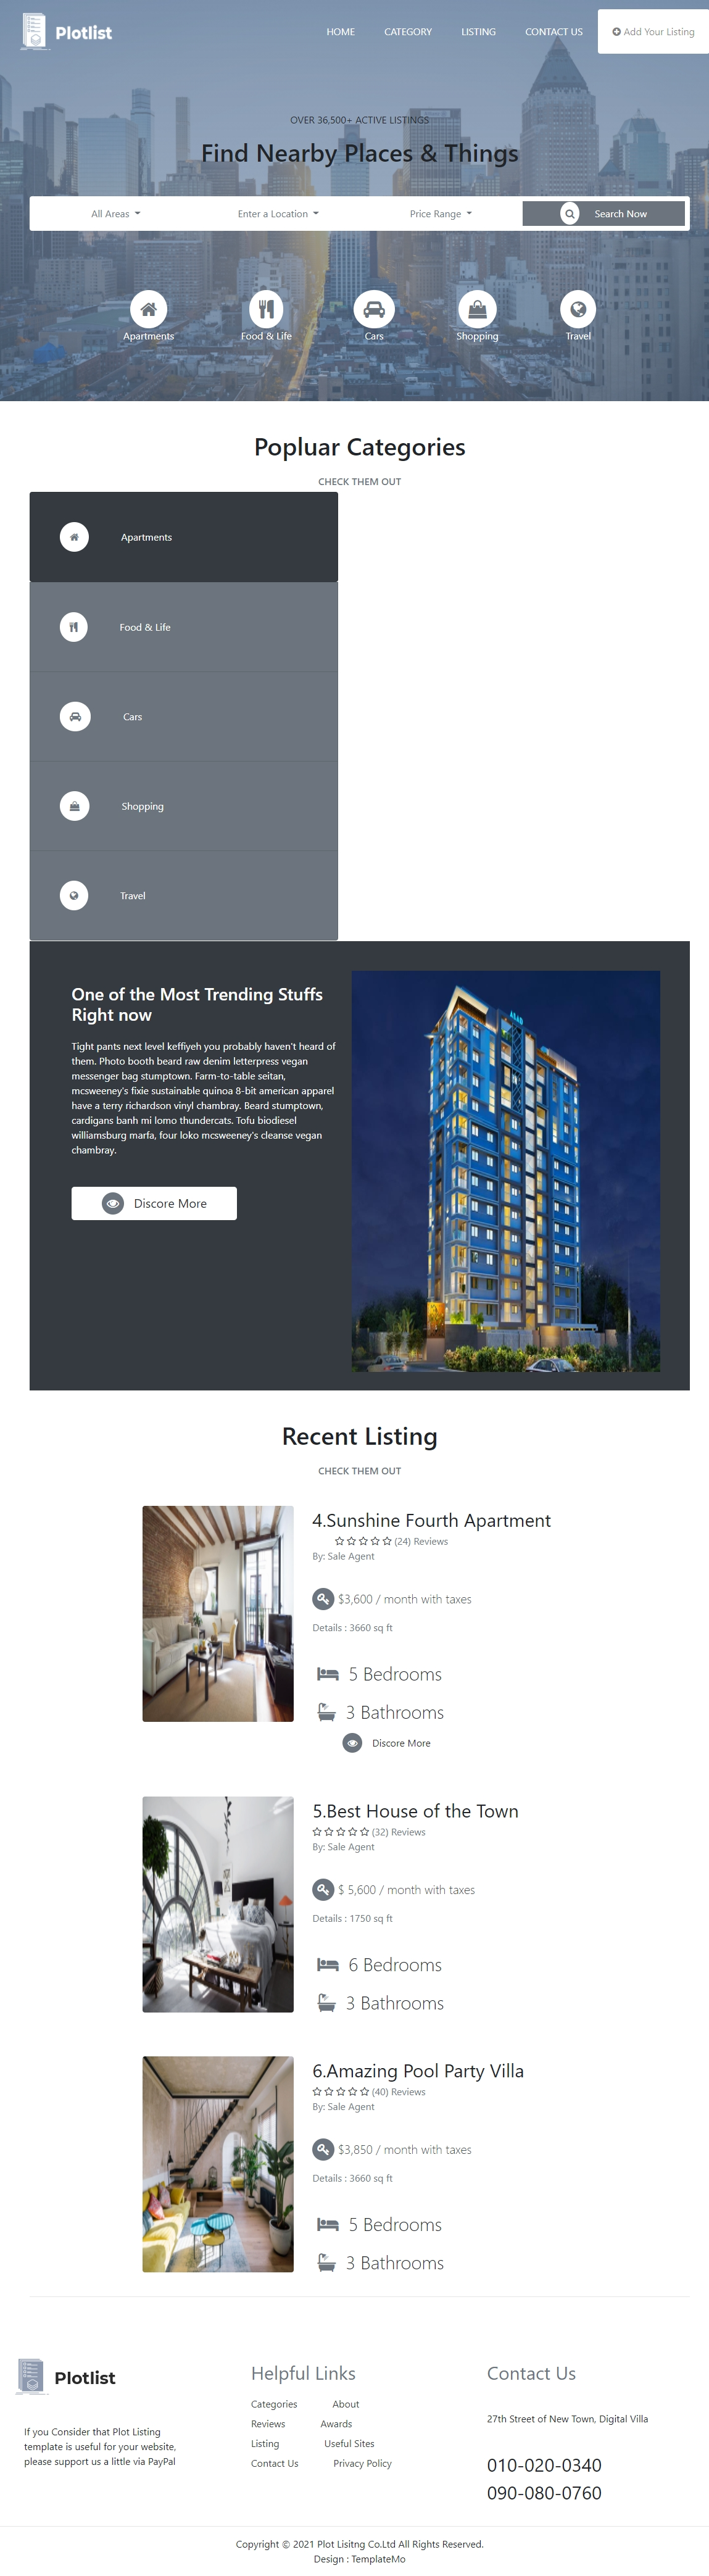 Plotlist
HOME CATEGORY LISTING CONTACT US Add Your Listing
OVER 36,500+ ACTIVE LISTINGS
Find Nearby Places & Things
All Areas Enter a Location Price Range Search Now
Apartments Food & Life Cars Shopping Travel
Popluar Categories
CHECK THEM OUT
Apartments
Food & Life
Cars
Shopping
Travel
One of the Most Trending Stuffs
Right now
Tight pants next level keffiyeh you probably haven't heard of
them. Photo booth beard raw denim letterpress vegan
messenger bag stumptown. Farm-to-table seitan,
mcsweeney's fixie sustainable quinoa 8-bit american apparel
have a terry richardson vinyl chambray. Beard stumptown,
cardigans banh mi lomo thundercats. Tofu biodiesel
williamsburg marfa, four loko mcsweeney's cleanse vegan
chambray.
Discore More
Recent Listing
CHECK THEM OUT
4.Sunshine Fourth Apartment
(24) Reviews
By: Sale Agent
$3,600 / month with taxes
Details : 3660 sq ft
5 Bedrooms
3 Bathrooms
Discore More
5.Best House of the Town
(32) Reviews
By: Sale Agent
$ 5,600 / month with taxes
Details : 1750 sq ft
6 Bedrooms
3 Bathrooms
6.Amazing Pool Party Villa
(40) Reviews
By: Sale Agent
$3,850 / month with taxes
Details : 3660 sq ft
5 Bedrooms
3 Bathrooms
Plotlist
If you Consider that Plot Listing
template is useful for your website,
please support us a little via PayPal
Helpful Links
Categories About
Reviews Awards
Listing Useful Sites
Contact Us Privacy Policy
Contact Us
27th Street of New Town, Digital Villa
010-020-0340
090-080-0760
Copyright © 2021 Plot Lisitng Co.Ltd All Rights Reserved.
Design : TemplateMo